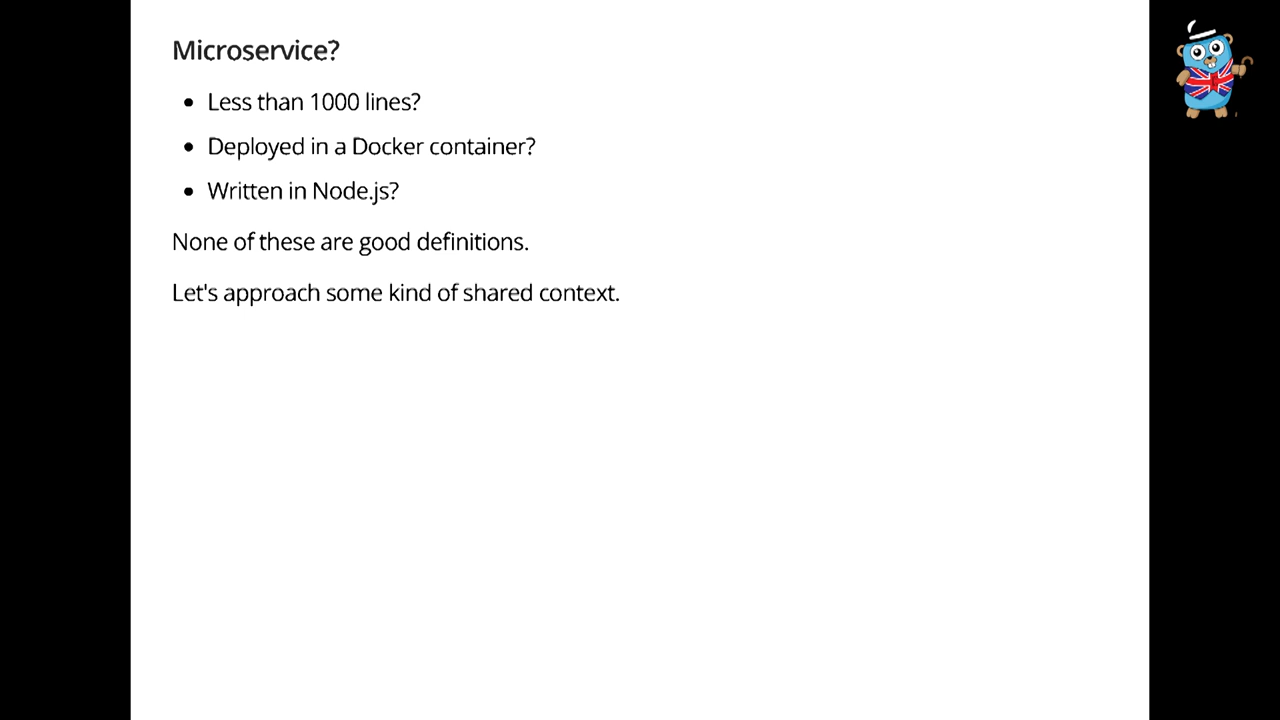 Microservice?
• Less than 1000 lines?
• Deployed in a Docker container?
• Written in Node.js?
None of these are good definitions.
Let's approach some kind of shared context.